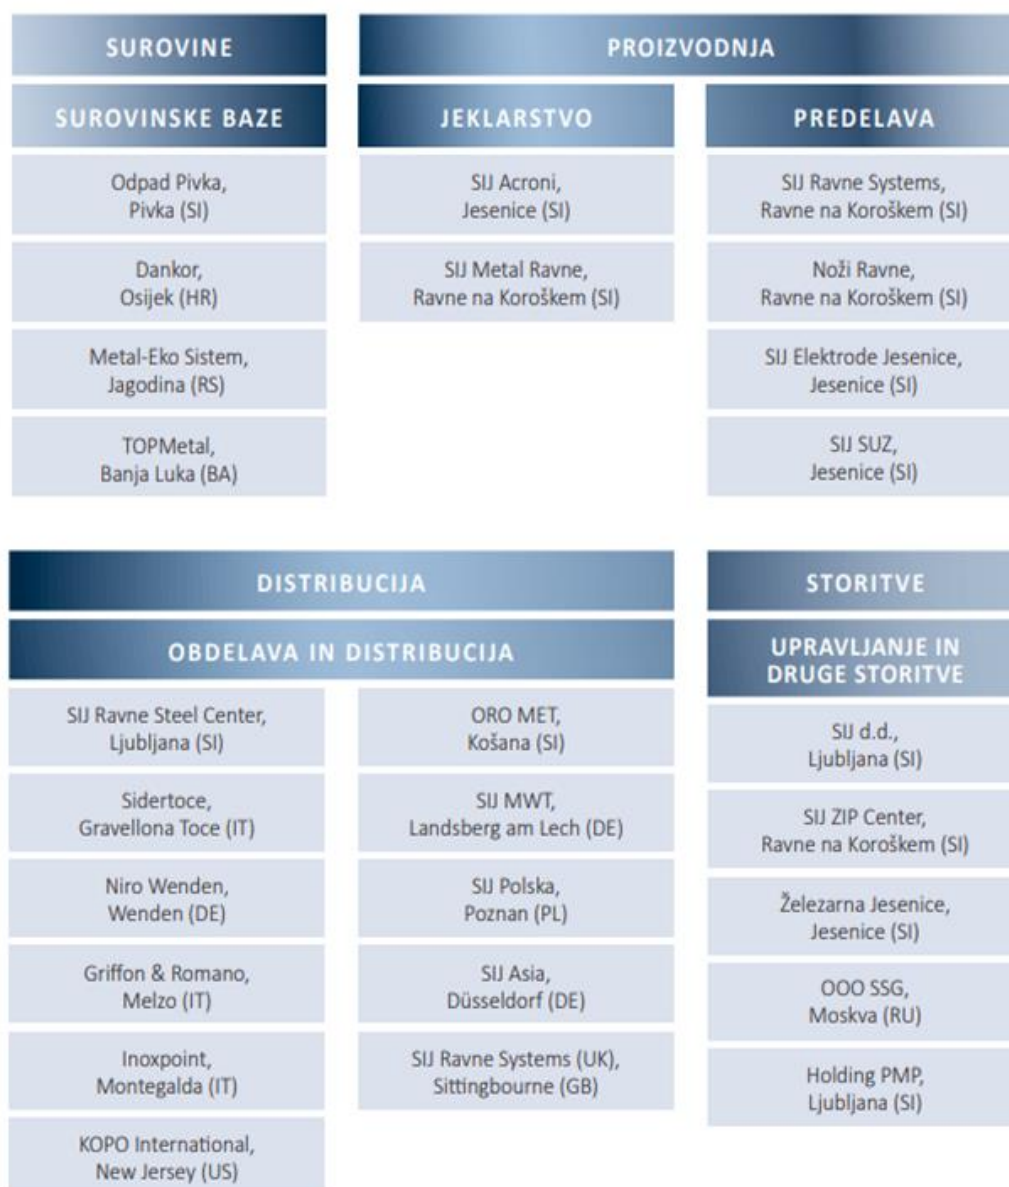 SUROVINE
SUROVINSKE BAZE
Odpad Pivka,
Pivka (SI)
Dankor,
Osijek (HR)
Metal-Eko Sistem,
Jagodina (RS)
TOPMetal,
Banja Luka (BA)
PROIZVODNJA
JEKLARSTVO
SIJ Acroni,
Jesenice (SI)
SIJ Metal Ravne,
Ravne na Koroškem (SI)
PREDELAVA
SIJ Ravne Systems,
Ravne na Koroškem (SI)
Noži Ravne,
Ravne na Koroškem (SI)
SIJ Elektrode Jesenice,
Jesenice (SI)
SIJ SUZ,
Jesenice (SI)
DISTRIBUCIJA
OBDELAVA IN DISTRIBUCIJA
SIJ Ravne Steel Center,
Ljubljana (SI)
Sidertoce,
Gravellona Toce (IT)
Niro Wenden,
Wenden (DE)
Griffon & Romano,
Melzo (IT)
Inoxpoint,
Montegalda (IT)
KOPO International,
New Jersey (US)
ORO MET,
Košana (SI)
SIJ MWT,
Landsberg am Lech (DE)
SIJ Polska,
Poznan (PL)
SIJ Asia,
Düsseldorf (DE)
SIJ Ravne Systems (UK),
Sittingbourne (GB)
STORITVE
UPRAVLJANJE IN
DRUGE STORITVE
SIJ d.d.,
Ljubljana (SI)
SIJ ZIP Center,
Ravne na Koroškem (SI)
Železarna Jesenice,
Jesenice (SI)
OOO SSG,
Moskva (RU)
Holding PMP,
Ljubljana (SI)